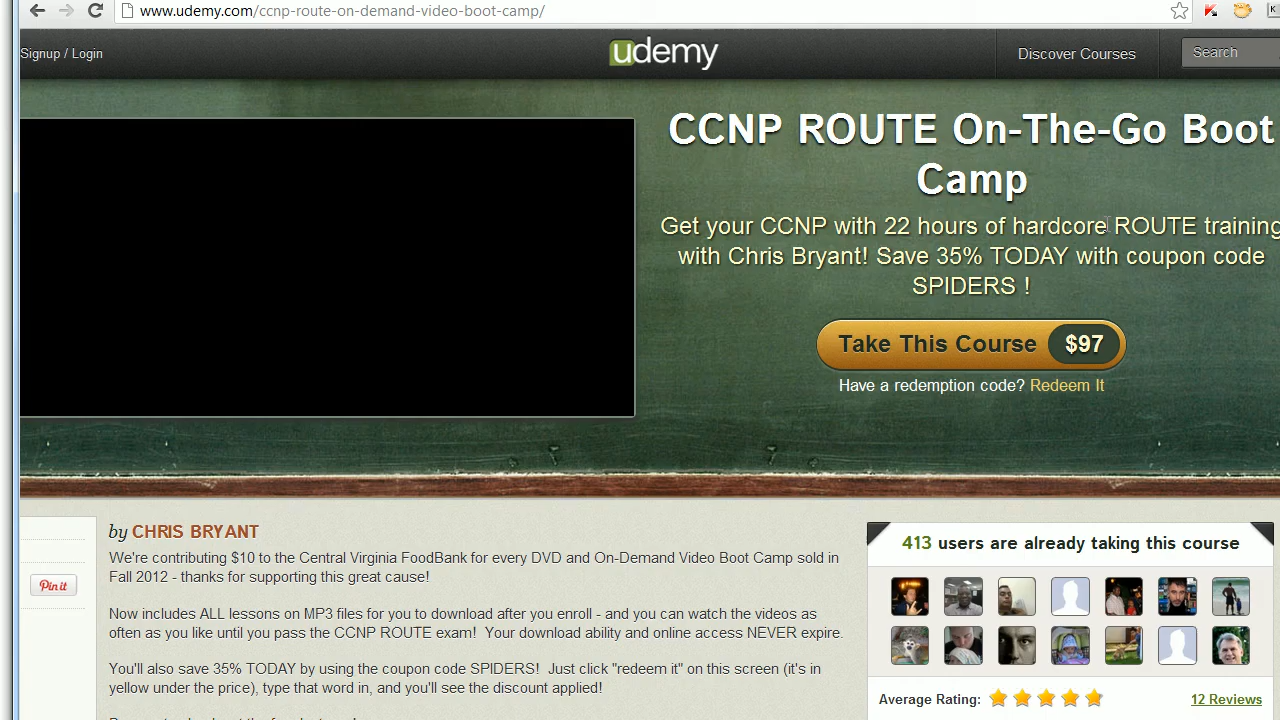 www.udemy.com/ccnp-route-on-demand-video-boot-camp/
Signup / Login
udemy
Discover Courses
Search
CCNP ROUTE On-The-Go Boot
Camp
Get your CCNP with 22 hours of hardcore ROUTE training
with Chris Bryant! Save 35% TODAY with coupon code
SPIDERS !
Take This Course $97
Have a redemption code? Redeem It
by CHRIS BRYANT
We're contributing $10 to the Central Virginia FoodBank for every DVD and On-Demand Video Boot Camp sold in
Fall 2012 - thanks for supporting this great cause!
Now includes ALL lessons on MP3 files for you to download after you enroll - and you can watch the videos as
often as you like until you pass the CCNP ROUTE exam! Your download ability and online access NEVER expire.
You'll also save 35% TODAY by using the coupon code SPIDERS! Just click "redeem it" on this screen (it's in
yellow under the price), type that word in, and you'll see the discount applied!
Pin it
413 users are already taking this course
Average Rating:
12 Reviews